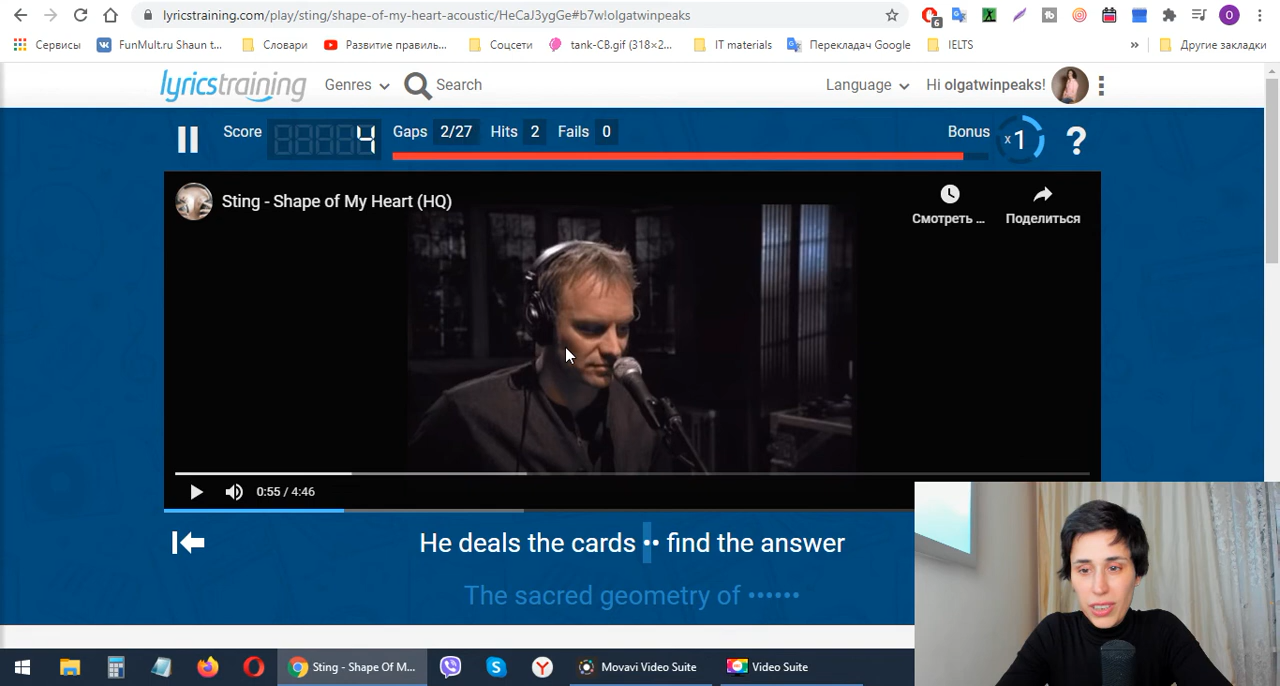 lyricstraining.com/play/sting/shape-of-my-heart-acoustic/HeCaJ3ygGe#b7w!olgatwinpeaks
6
O
Сервисы
FunMult.ru Shaun t...
Словари
Развитие правиль...
Соцсети
tank-CB.gif (318×2...
IT materials
Перекладач Google
IELTS
»
Другие закладки
lyricstraining
Genres
Search
Language
Hi olgatwinpeaks!
Score
4
Gaps 2/27 Hits 2 Fails 0
Bonus x1 ?
Sting - Shape of My Heart (HQ)
Смотреть ...
Поделиться
0:55 / 4:46
He deals the cards •• find the answer
The sacred geometry of ••••••
Sting - Shape Of M...
Movavi Video Suite
Video Suite